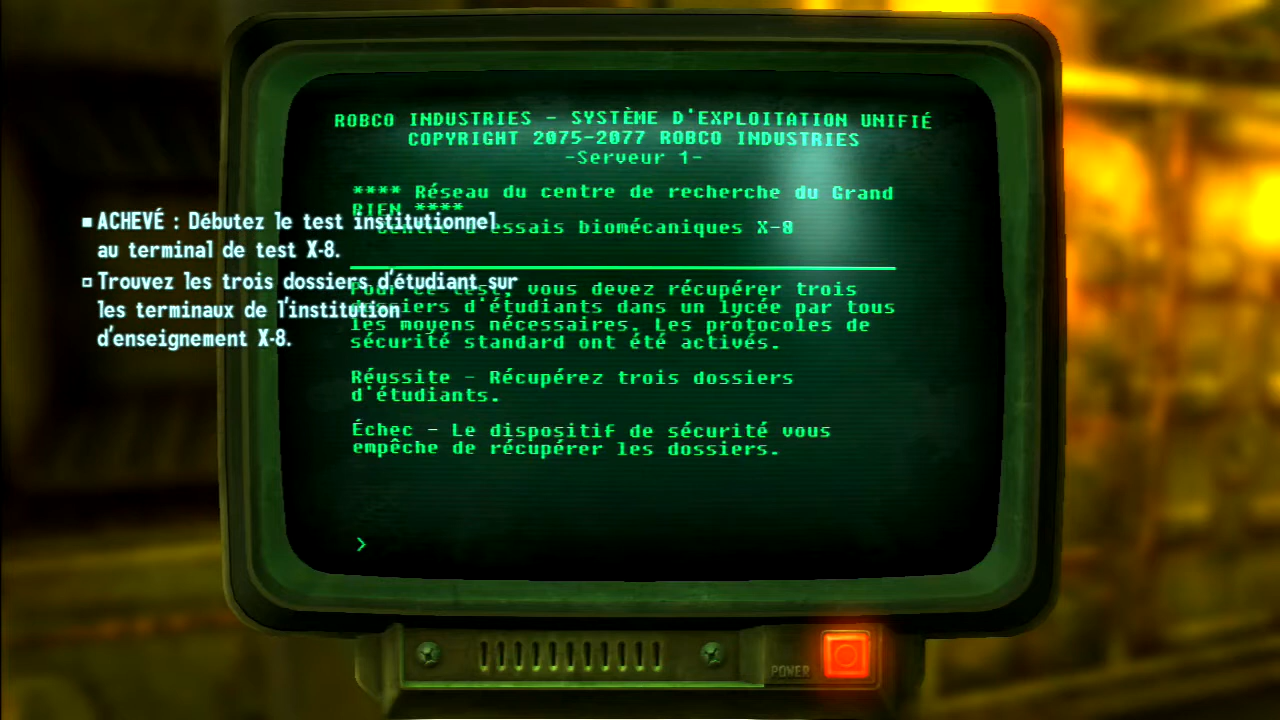 ROBCO INDUSTRIES - SYSTÈME D'EXPLOITATION UNIFIÉ
COPYRIGHT 2075-2077 ROBCO INDUSTRIES
-Serveur 1-
**** Réseau du centre de recherche du Grand
RIEN ****
d'essais biomécaniques X-8
ACHEVÉ : Débutez le test institutionnel
au terminal de test X-8.
Trouvez les trois dossiers d'étudiant sur
les terminaux de l'institution
d'enseignement X-8.
Pour ce test, vous devez récupérer trois
dossiers d'étudiants dans un lycée par tous
les moyens nécessaires. Les protocoles de
sécurité standard ont été activés.
Réussite - Récupérez trois dossiers
d'étudiants.
Échec - Le dispositif de sécurité vous
empêche de récupérer les dossiers.
>
POWER